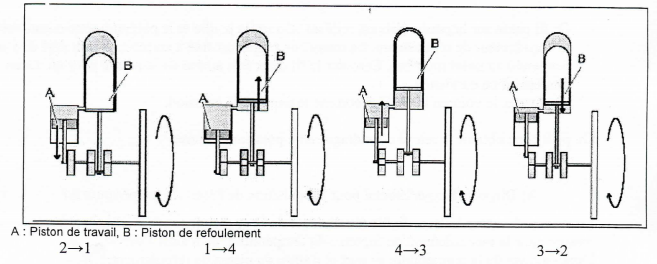 B
B
B
B
A
A
A
A
A : Piston de travail, B : Piston de refoulement
2→1 1→4 4→3 3→2